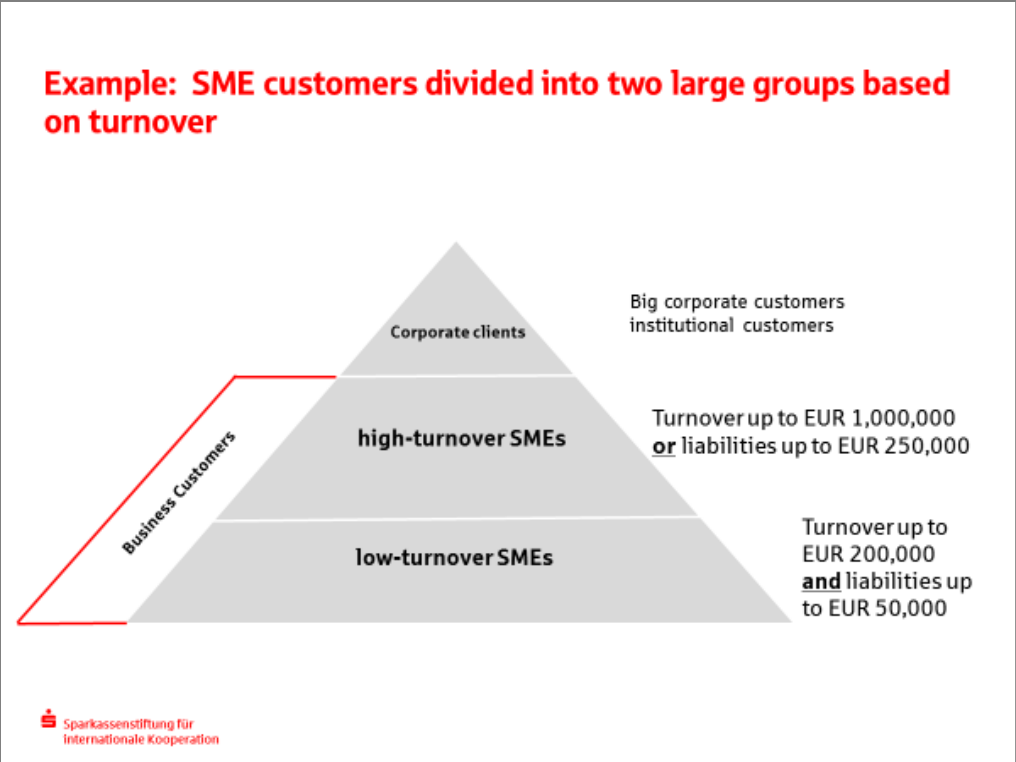 Example: SME customers divided into two large groups based
on turnover
Corporate clients
Big corporate customers
institutional customers
Business Customers
high-turnover SMEs
Turnover up to EUR 1,000,000
or liabilities up to EUR 250,000
low-turnover SMEs
Turnover up to
EUR 200,000
and liabilities up
to EUR 50,000
Sparkassenstiftung für
internationale Kooperation